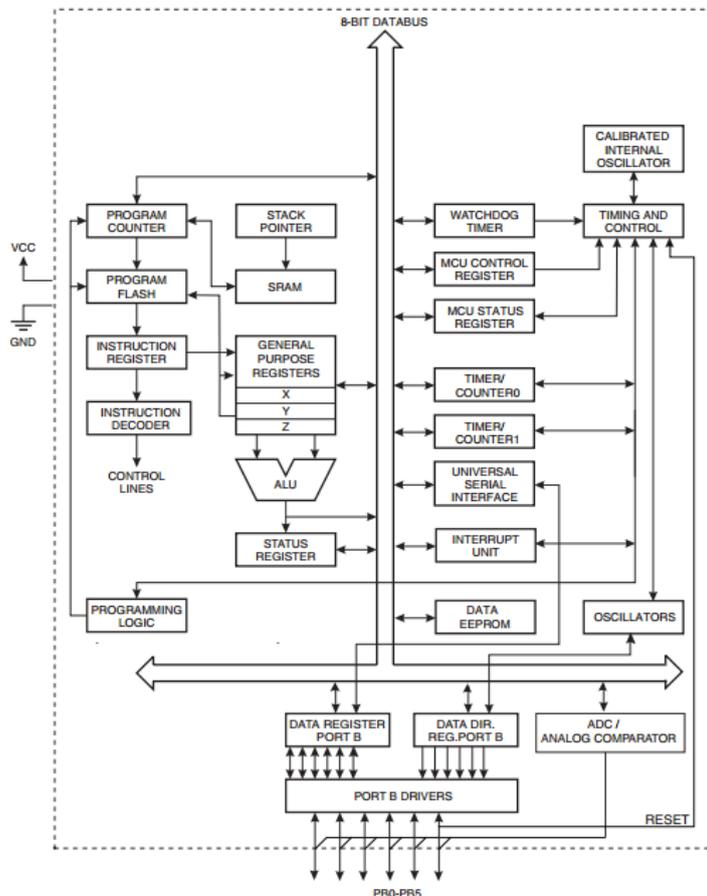 8-BIT DATABUS
CALIBRATED
INTERNAL
OSCILLATOR
PROGRAM
COUNTER
STACK
POINTER
WATCHDOG
TIMER
TIMING AND
CONTROL
VCC
GND
PROGRAM
FLASH
SRAM
MCU CONTROL
REGISTER
MCU STATUS
REGISTER
INSTRUCTION
REGISTER
GENERAL
PURPOSE
REGISTERS
X
Y
Z
TIMER/
COUNTER0
INSTRUCTION
DECODER
TIMER/
COUNTER1
CONTROL
LINES
ALU
UNIVERSAL
SERIAL
INTERFACE
STATUS
REGISTER
INTERRUPT
UNIT
PROGRAMMING
LOGIC
DATA
EEPROM
OSCILLATORS
DATA REGISTER
PORT B
DATA DIR.
REG.PORT B
ADC /
ANALOG COMPARATOR
PORT B DRIVERS
RESET
PB0-PB5